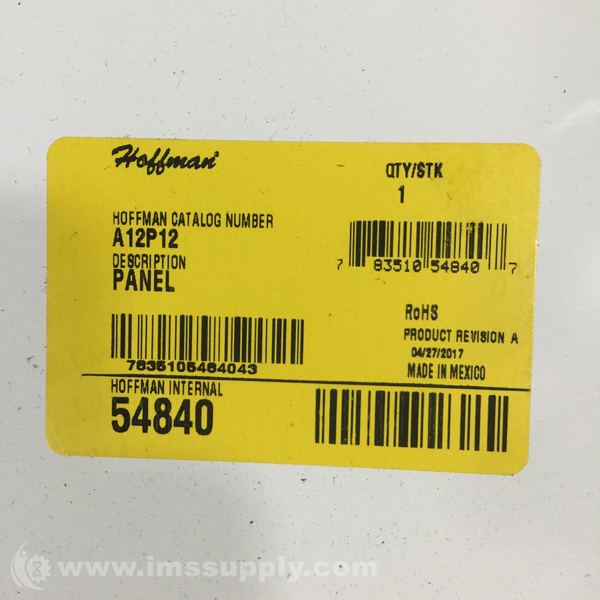 Hoffman
QTY/STK
1
HOFFMAN CATALOG NUMBER
A12P12
DESCRIPTION
PANEL
7 83510 54840 7
RoHS
PRODUCT REVISION A
04/27/2017
MADE IN MEXICO
7835105484043
HOFFMAN INTERNAL
54840
www.imssupply.com